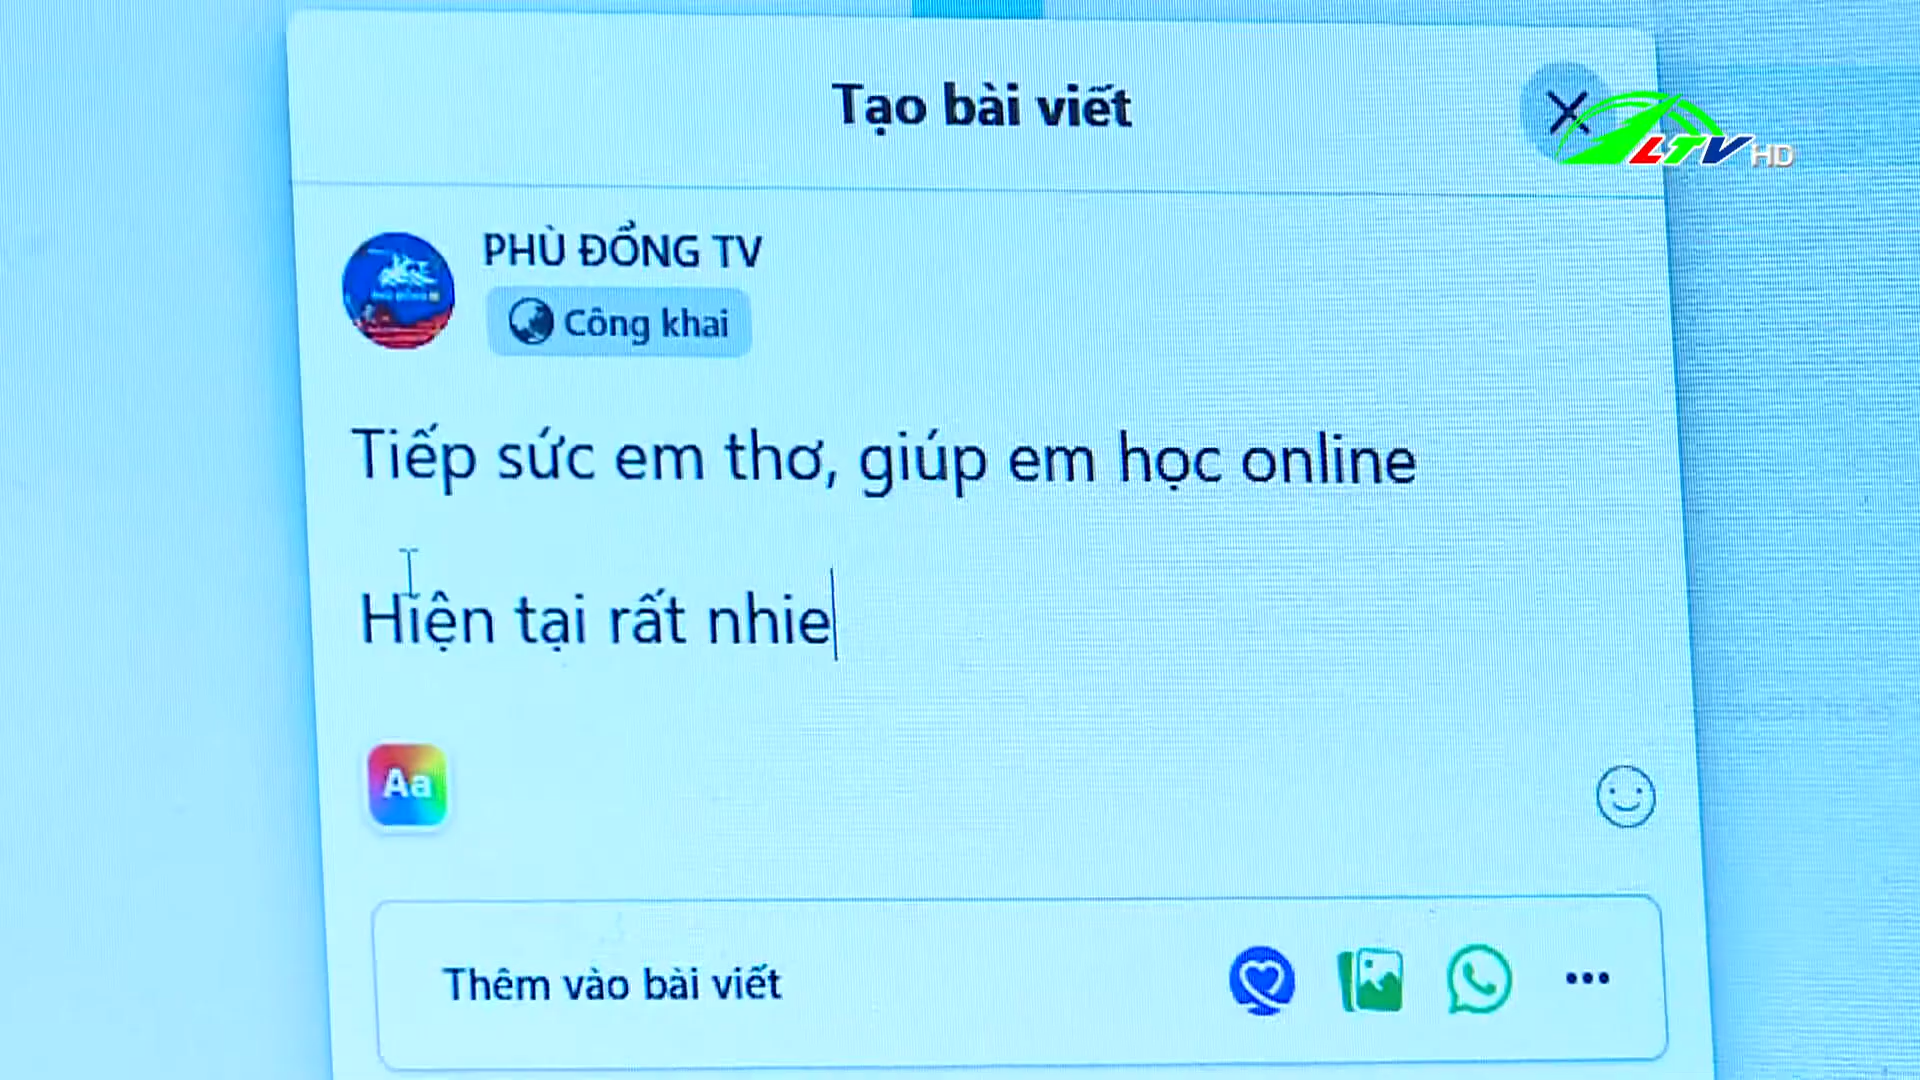 Tạo bài viết
LTV HD
PHÙ ĐỔNG TV
Công khai
Tiếp sức em thơ, giúp em học online
Hiện tại rất nhie
Aa
Thêm vào bài viết